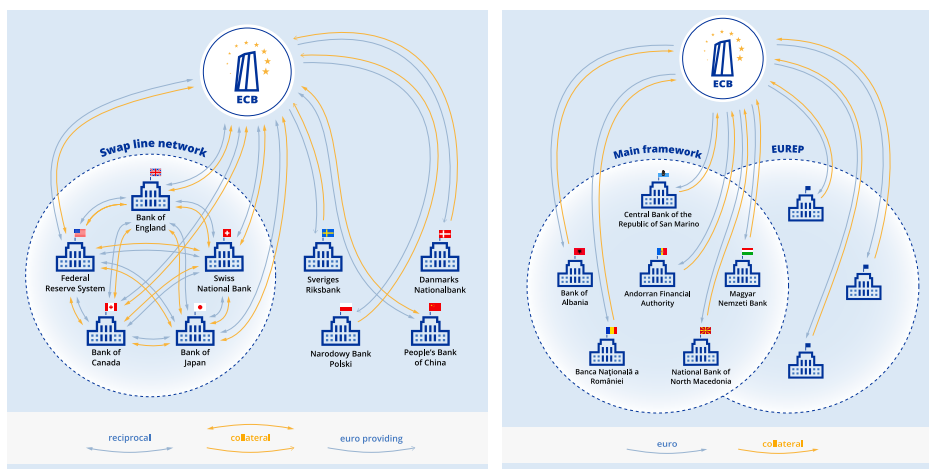 ECB
Swap line network
Bank of
England
Federal
Reserve System
Swiss
National Bank
Bank of
Canada
Bank of
Japan
Sveriges
Riksbank
Danmarks
Nationalbank
Narodowy Bank
Polski
People's Bank
of China
reciprocal
collateral
euro providing
ECB
Main framework
EUREP
Central Bank of the
Republic of San Marino
Bank of
Albania
Andorran Financial
Authority
Magyar
Nemzeti Bank
Banca Naţională a
României
National Bank of
North Macedonia
euro
collateral